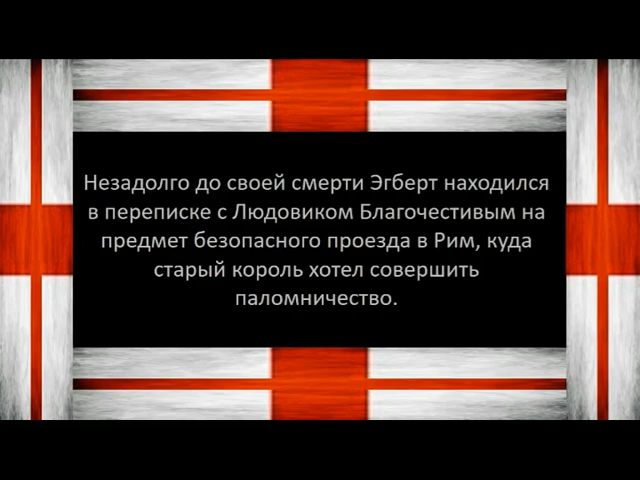 Незадолго до своей смерти Эгберт находился
в переписке с Людовиком Благочестивым на
предмет безопасного проезда в Рим, куда
старый король хотел совершить
паломничество.